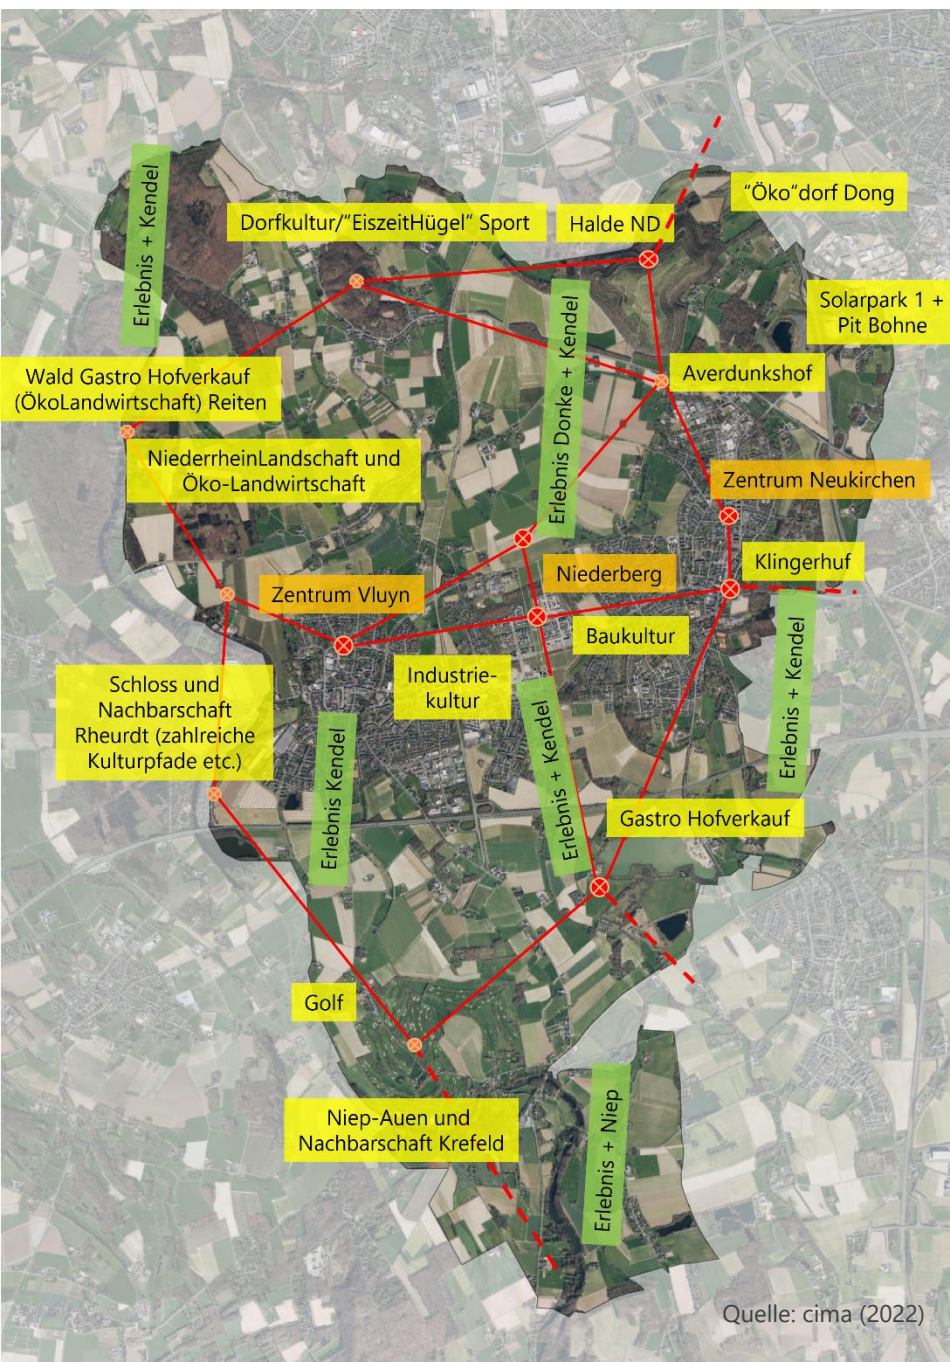 "Öko"dorf Dong
Dorfkultur/"EiszeitHügel" Sport
Halde ND
Erlebnis + Kendel
Solarpark 1 +
Pit Bohne
Erlebnis Donke + Kendel
Averdunkshof
Wald Gastro Hofverkauf
(ÖkoLandwirtschaft) Reiten
NiederrheinLandschaft und
Öko-Landwirtschaft
Zentrum Neukirchen
Klingerhuf
Niederberg
Zentrum Vluyn
Baukultur
Industrie-
kultur
Schloss und
Nachbarschaft
Rheurdt (zahlreiche
Kulturpfade etc.)
Erlebnis + Kendel
Erlebnis + Kendel
Erlebnis Kendel
Gastro Hofverkauf
Golf
Niep-Auen und
Nachbarschaft Krefeld
Erlebnis + Niep
Quelle: cima (2022)